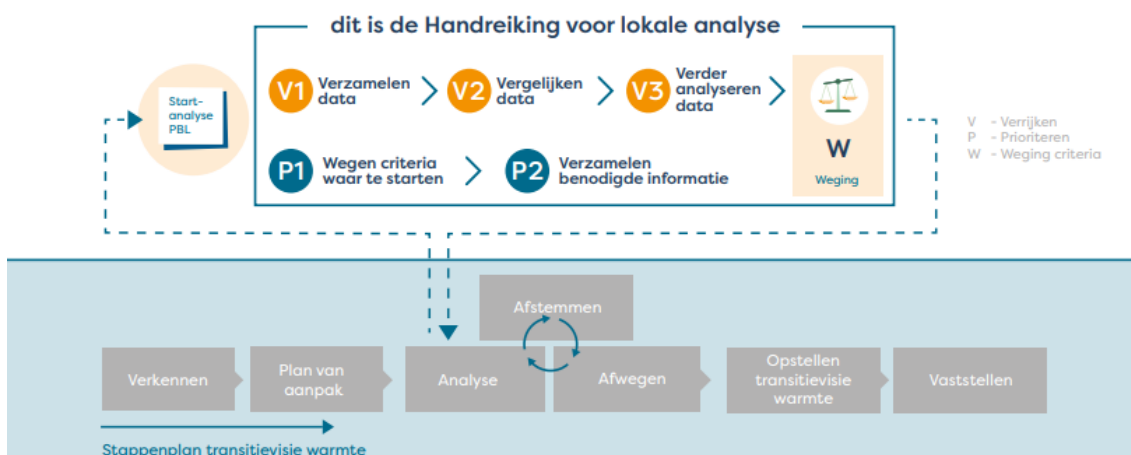 dit is de Handreiking voor lokale analyse
Start-
analyse
PBL
V1
Verzamelen
data
V2
Vergelijken
data
V3
Verder
analyseren
data
P1
Wegen criteria
waar te starten
P2
Verzamelen
benodigde informatie
W
Weging
V - Verrijken
P - Prioriteren
W - Weging criteria
Afstemmen
Verkennen
Plan van
aanpak
Analyse
Afwegen
Opstellen
transitievisie
warmte
Vaststellen
Stappenplan transitievisie warmte